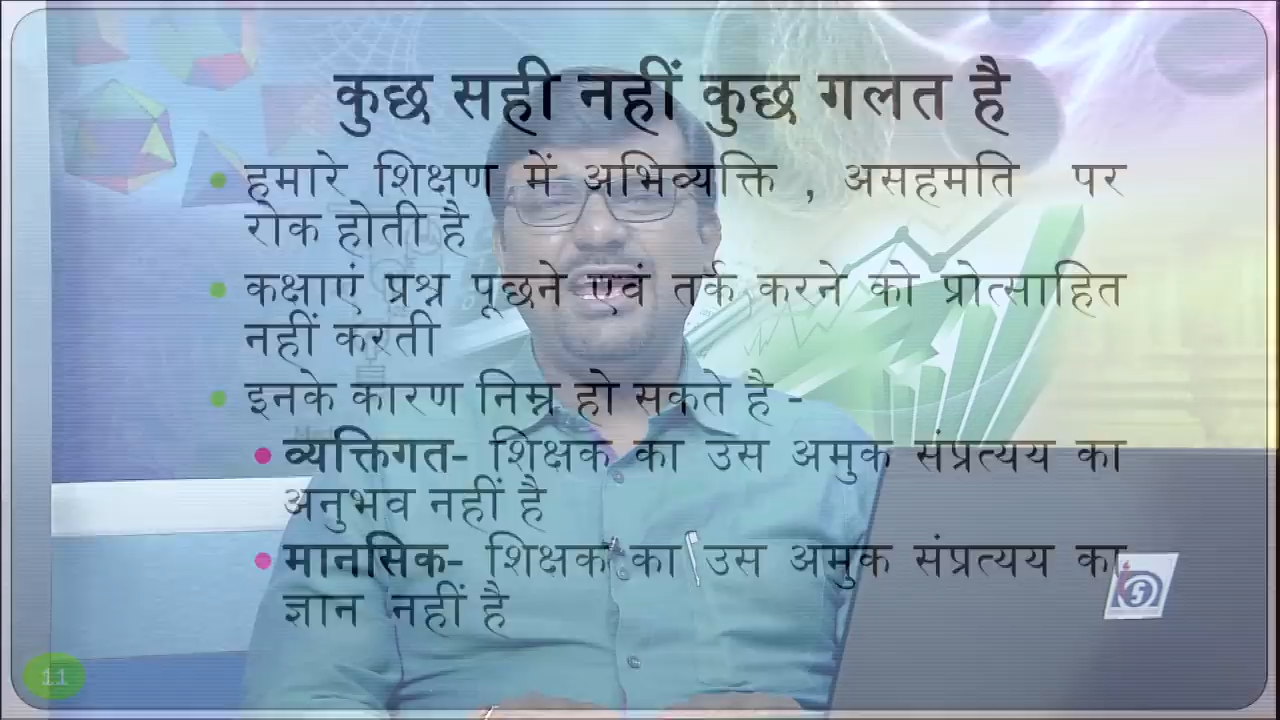 कुछ सही नहीं कुछ गलत है
हमारे शिक्षण में अभिव्यक्ति , असहमति पर
रोक होती है
कक्षाएं प्रश्न पूछने एवं तर्क करने को प्रोत्साहित
नहीं करती
इनके कारण निम्न हो सकते है -
व्यक्तिगत- शिक्षक का उस अमुक संप्रत्यय का
अनुभव नहीं है
मानसिक- शिक्षक का उस अमुक संप्रत्यय का
ज्ञान नहीं है
11